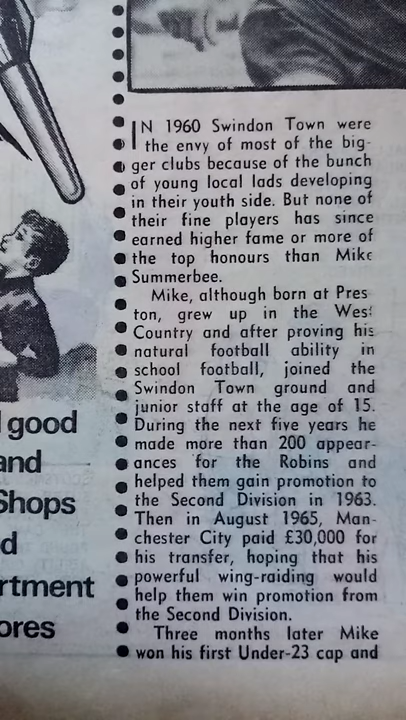 IN 1960 Swindon Town were
the envy of most of the big-
ger clubs because of the bunch
of young local lads developing
in their youth side. But none of
their fine players has since
earned higher fame or more of
the top honours than Mike
Summerbee.
Mike, although born at Pres
ton, grew up in the West
Country and after proving his
natural football ability in
school football, joined the
Swindon Town ground and
junior staff at the age of 15.
During the next five years he
made more than 200 appear-
ances for the Robins and
helped them gain promotion to
the Second Division in 1963.
Then in August 1965, Man-
chester City paid £30,000 for
his transfer, hoping that his
powerful wing-raiding would
help them win promotion from
the Second Division.
Three months later Mike
won his first Under-23 cap and
good
and
Shops
d
rtment
ores